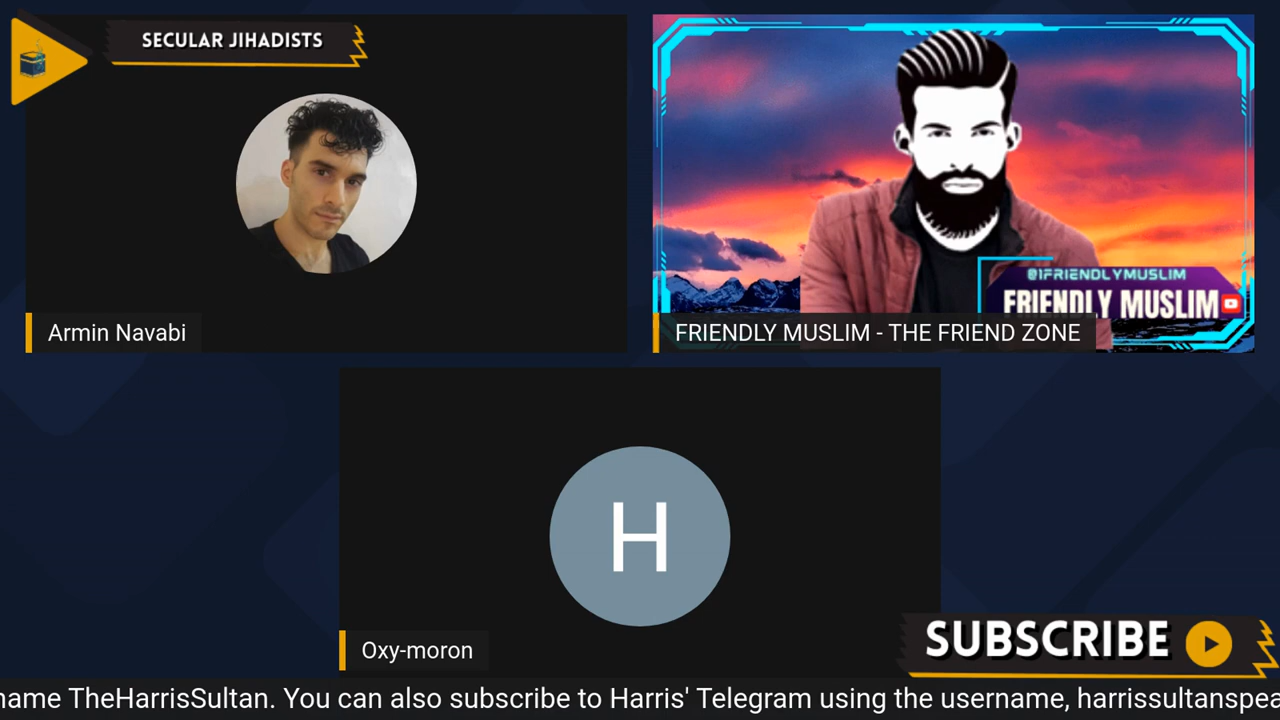 SECULAR JIHADISTS
Armin Navabi
@1FRIENDLYMUSLIM
FRIENDLY MUSLIM
FRIENDLY MUSLIM - THE FRIEND ZONE
H
Oxy-moron
SUBSCRIBE
name TheHarrisSultan. You can also subscribe to Harris' Telegram using the username, harrissultanspea